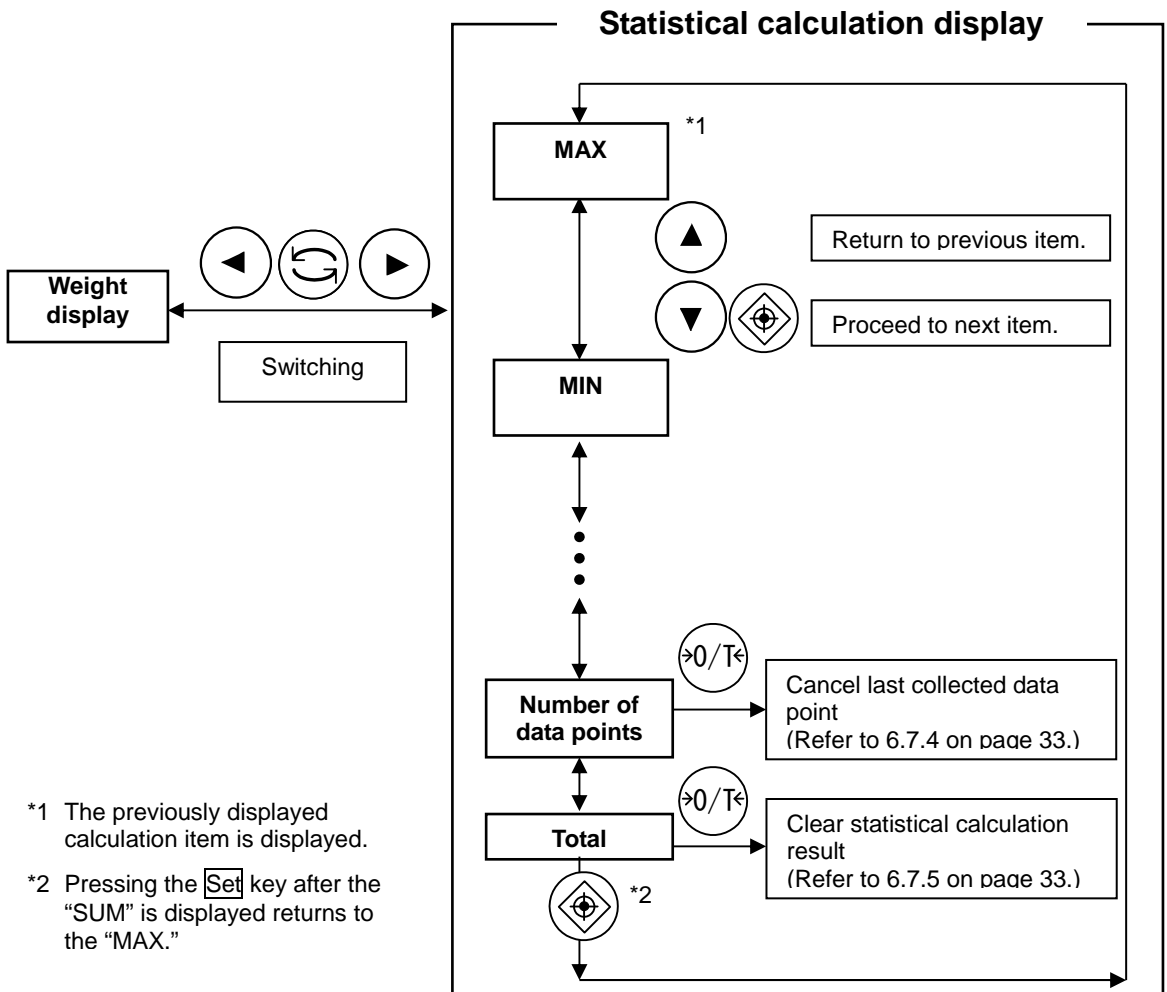 Statistical calculation display
MAX
*1
Return to previous item.
Proceed to next item.
Weight
display
Switching
MIN
→0/T←
Number of
data points
Cancel last collected data
point
(Refer to 6.7.4 on page 33.)
→0/T←
Total
Clear statistical calculation
result
(Refer to 6.7.5 on page 33.)
*2
*1 The previously displayed
calculation item is displayed.
*2 Pressing the Set key after the
“SUM” is displayed returns to
the “MAX.”